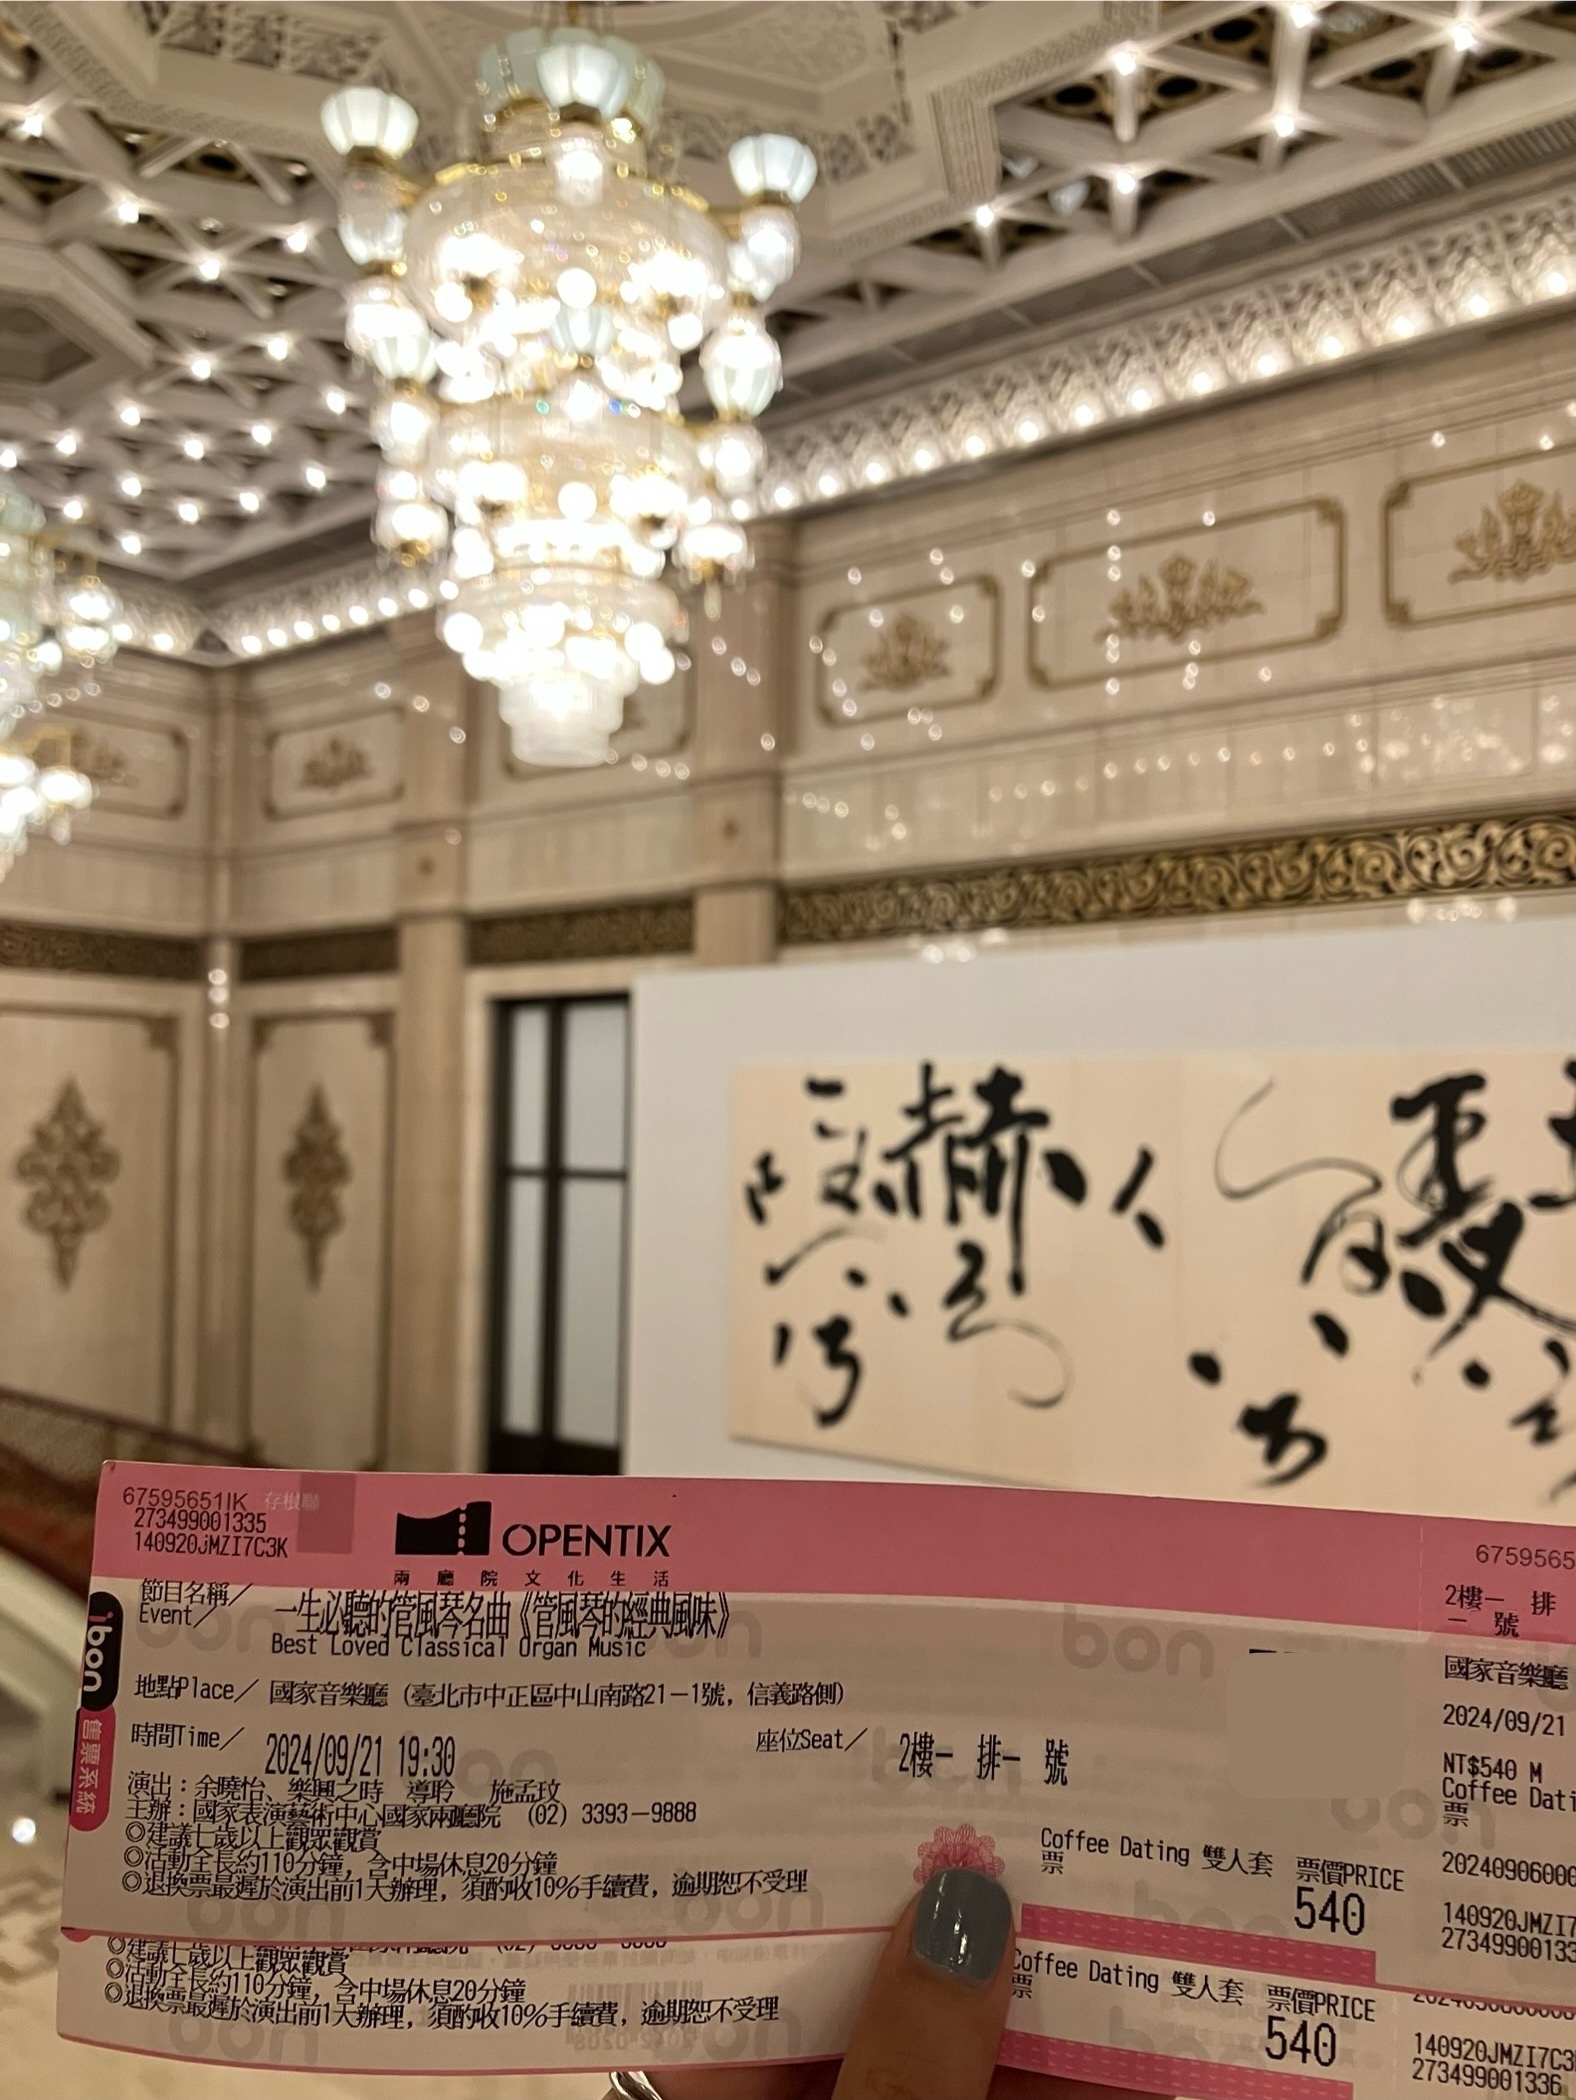 67595651IK 存根聯
273499001335
140920JMZI7C3K
OPENTIX
兩廳院文化生活
節目名稱／
Event／
一生必聽的管風琴名曲《管風琴的經典風味》
Best Loved Classical Organ Music
地點Place／ 國家音樂廳 (臺北市中正區中山南路21－1號，信義路側)
時間Time／ 2024/09/21 19:30
座位Seat／ 2樓一 排一 號
演出：余曉怡、樂興之時 導聆 施孟玟
主辦：國家表演藝術中心國家兩廳院 (02) 3393－9888
◎建議七歲以上觀眾觀賞
◎活動全長約110分鐘，含中場休息20分鐘
◎退換票最遲於演出前1天辦理，須酌收10%手續費，逾期恕不受理
Coffee Dating 雙人套票
票價PRICE
540
ibon
售票系統
6759565
2樓一 排
一 號
國家音樂廳
2024/09/21
NT$540 M
Coffee Dati
票
20240906000
140920JMZI7
27349900133
◎建議七歲以上觀眾觀賞
◎活動全長約110分鐘，含中場休息20分鐘
◎退換票最遲於演出前1天辦理，須酌收10%手續費，逾期恕不受理
Coffee Dating 雙人套
票
票價PRICE
540
140920JMZI7C3
273499001336